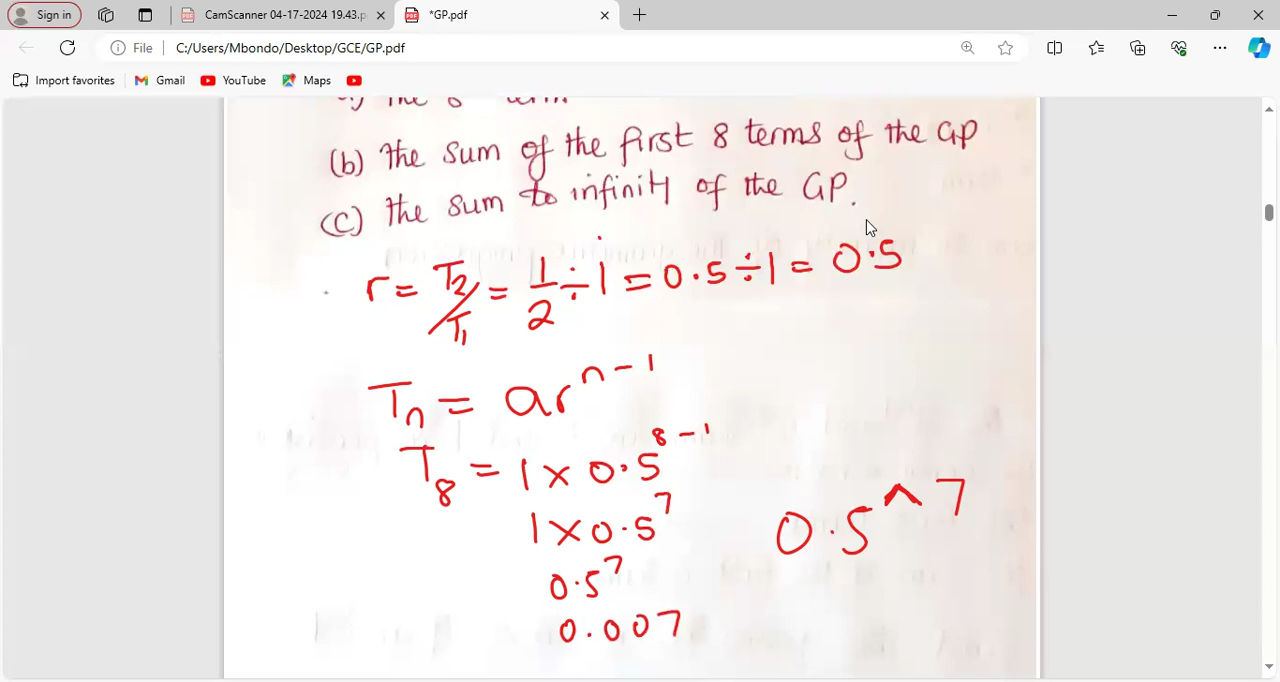 Sign in
CamScanner 04-17-2024 19.43.p
*GP.pdf
File
C:/Users/Mbondo/Desktop/GCE/GP.pdf
Import favorites
Gmail
YouTube
Maps
(b) the sum of the first 8 terms of the GP
(c) the sum to infinity of the GP.
r = T2/T1 = 1/2 ÷ 1 = 0.5 ÷ 1 = 0.5
Tn = ar^n-1
T8 = 1 × 0.5^8-1
1 × 0.5^7
0.5 ^ 7
0.5^7
0.007